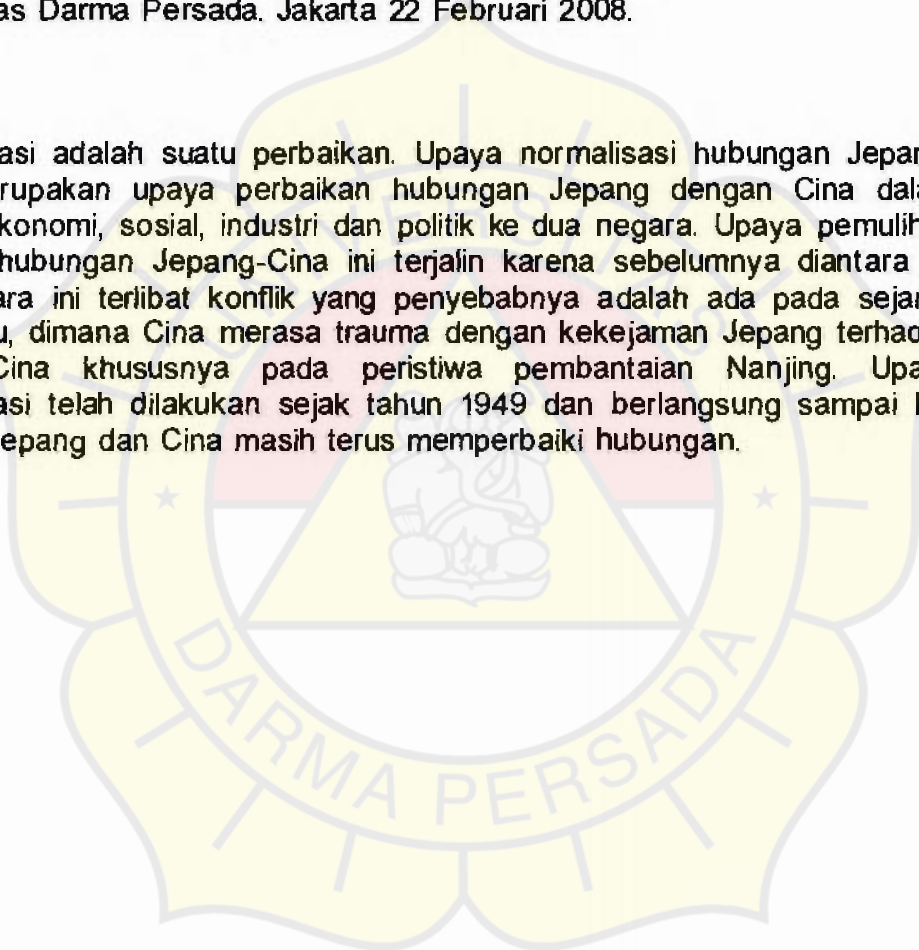 as Darma Persada. Jakarta 22 Februari 2008.
asi adalah suatu perbaikan. Upaya normalisasi hubungan Jepan
rupakan upaya perbaikan hubungan Jepang dengan Cina dala
konomi, sosial, industri dan politik ke dua negara. Upaya pemulih
hubungan Jepang-Cina ini terjalin karena sebelumnya diantara
ara ini terlibat konflik yang penyebabnya adalah ada pada sejar
u, dimana Cina merasa trauma dengan kekejaman Jepang terhad
Cina khususnya pada peristiwa pembantaian Nanjing. Upa
asi telah dilakukan sejak tahun 1949 dan berlangsung sampai
epang dan Cina masih terus memperbaiki hubungan.
UNIVERSITAS
DARMA PERSADA